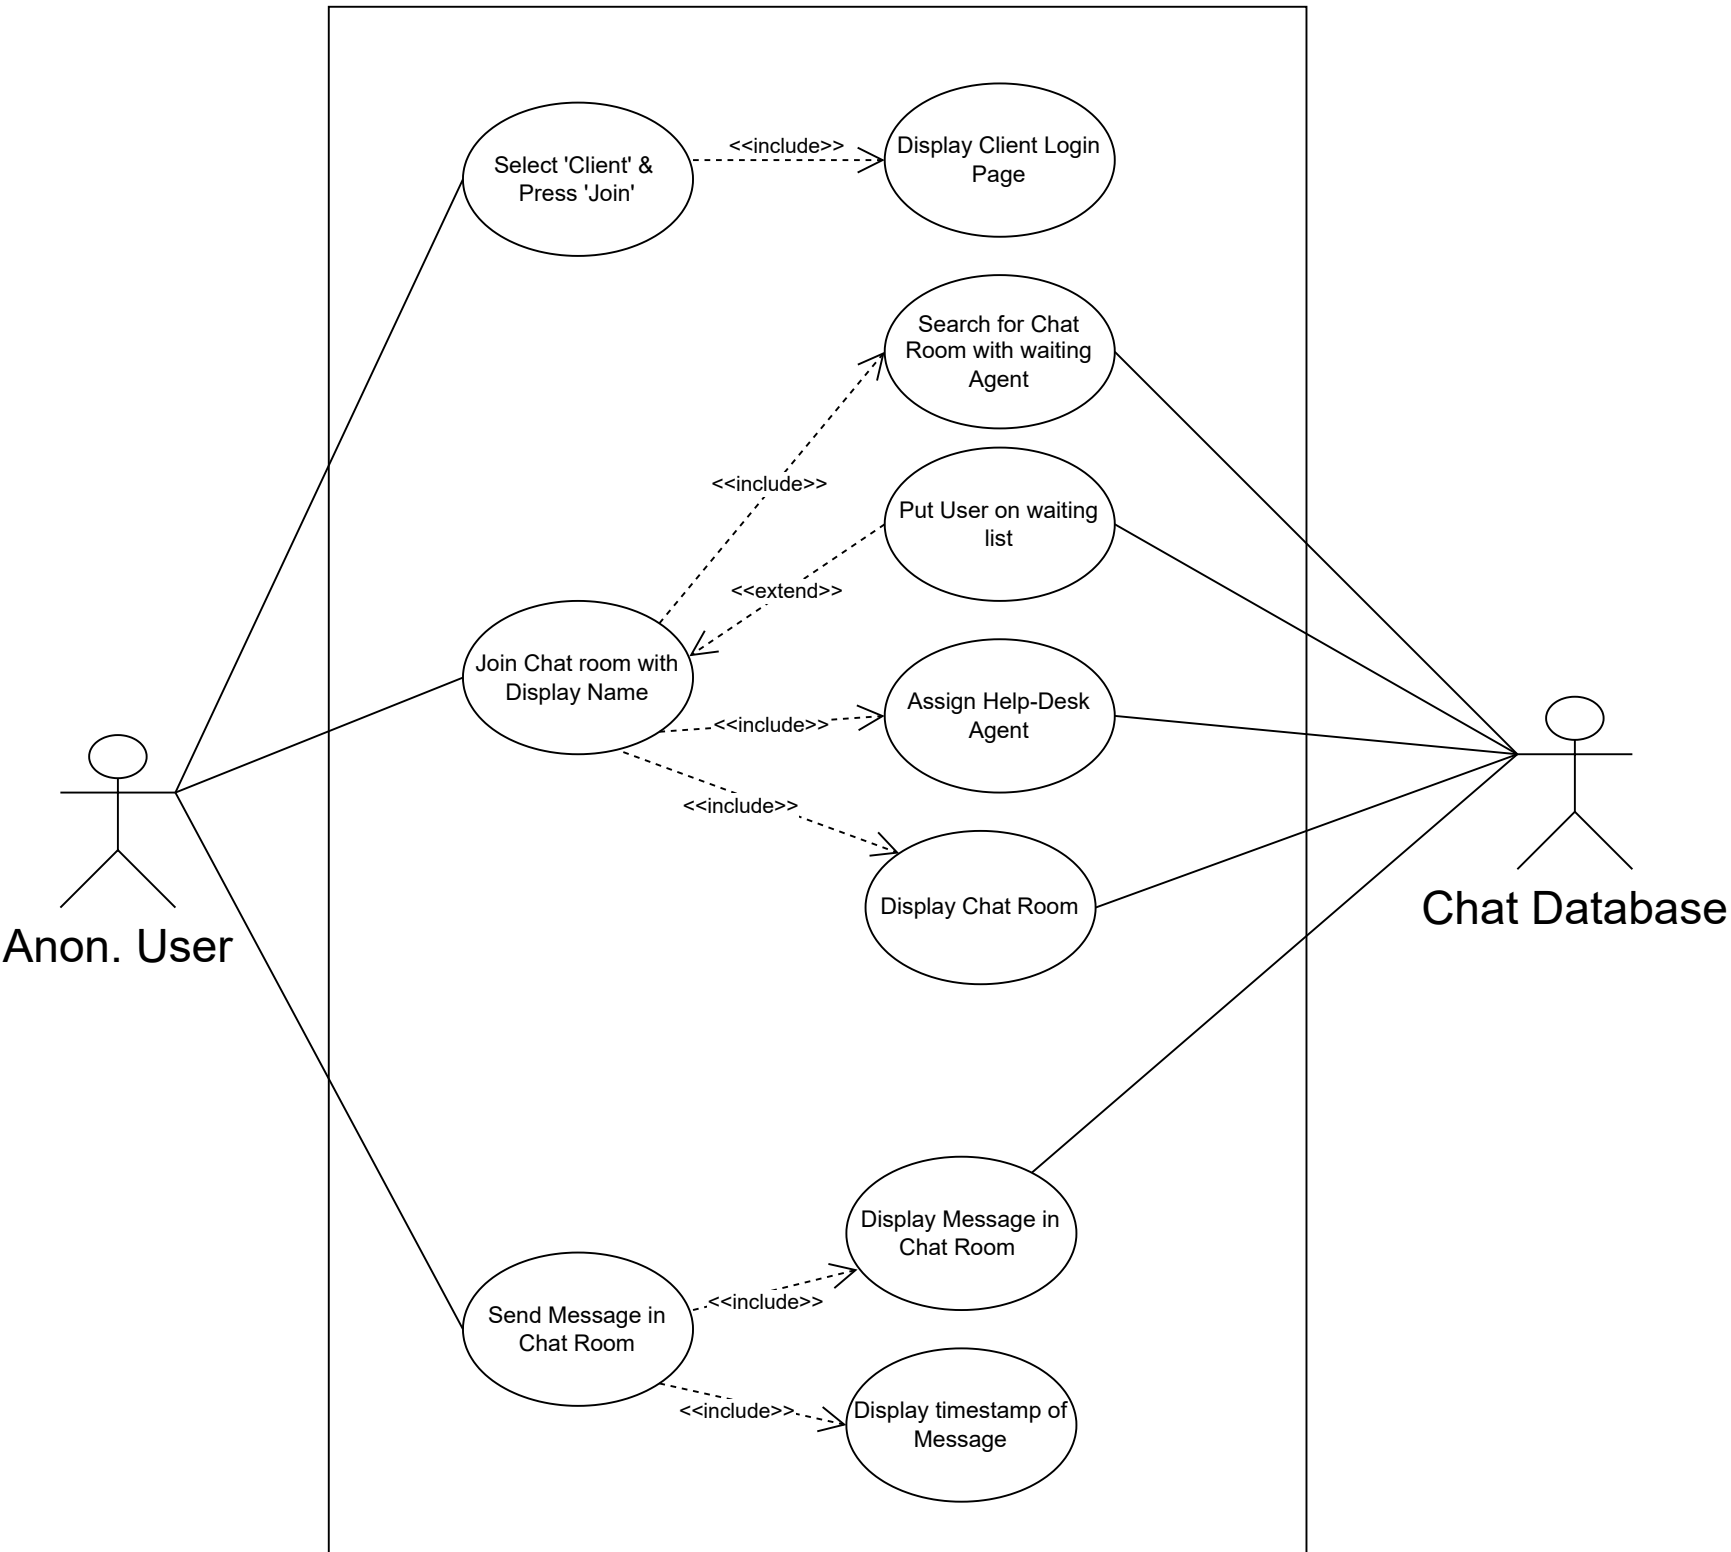 Select 'Client' &
Press 'Join'
<<include>>
Display Client Login
Page
Search for Chat
Room with waiting
Agent
<<include>>
Put User on waiting
list
<<extend>>
Join Chat room with
Display Name
Assign Help-Desk
Agent
<<include>>
<<include>>
Display Chat Room
Anon. User
Chat Database
Display Message in
Chat Room
<<include>>
Send Message in
Chat Room
<<include>>
Display timestamp of
Message